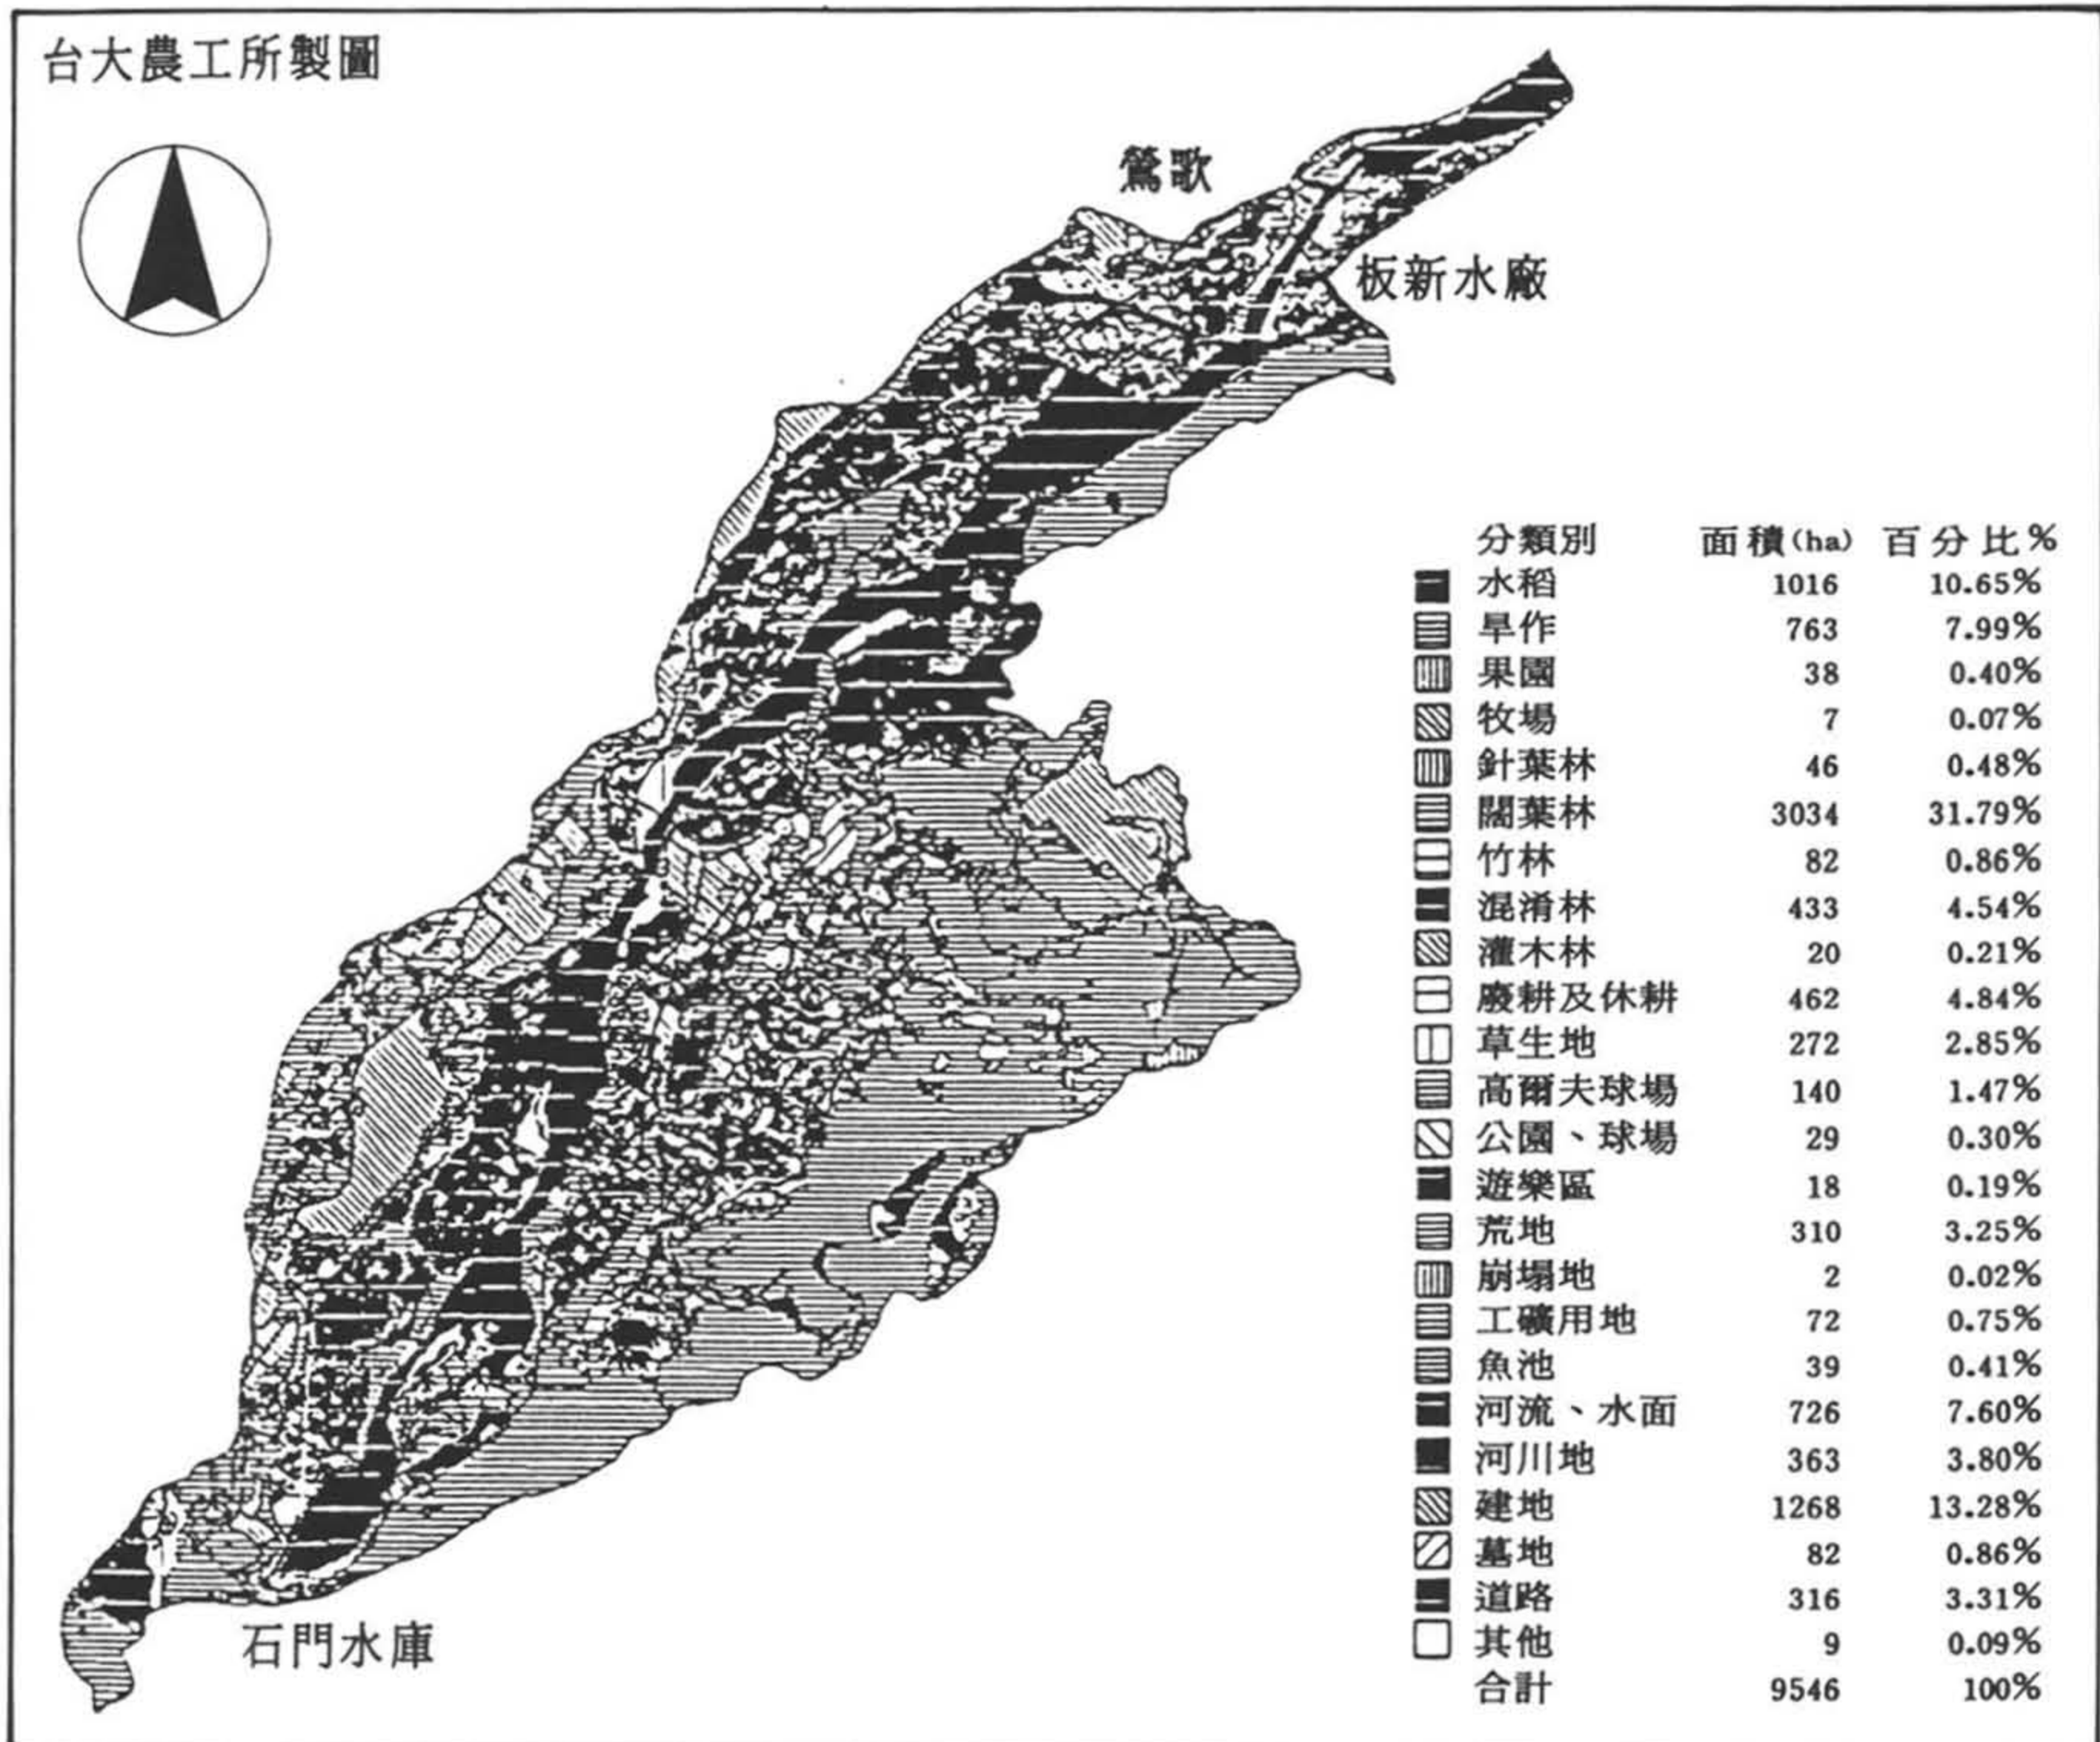 台大農工所製圖
鶯歌
板新水廠
分類別 面積(ha) 百分比%
水稻 1016 10.65%
旱作 763 7.99%
果園 38 0.40%
牧場 7 0.07%
針葉林 46 0.48%
闊葉林 3034 31.79%
竹林 82 0.86%
混淆林 433 4.54%
灌木林 20 0.21%
廢耕及休耕 462 4.84%
草生地 272 2.85%
高爾夫球場 140 1.47%
公園、球場 29 0.30%
遊樂區 18 0.19%
荒地 310 3.25%
崩塌地 2 0.02%
工礦用地 72 0.75%
魚池 39 0.41%
河流、水面 726 7.60%
河川地 363 3.80%
建地 1268 13.28%
墓地 82 0.86%
道路 316 3.31%
其他 9 0.09%
合計 9546 100%
石門水庫